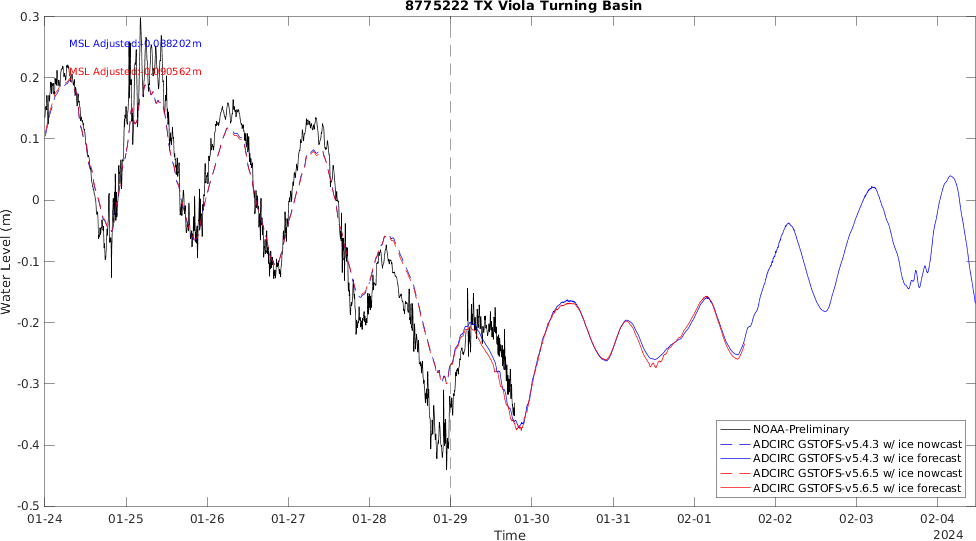 8775222 TX Viola Turning Basin
0.3
0.2
0.1
0
-0.1
-0.2
-0.3
-0.4
-0.5
Water Level (m)
MSL Adjusted:-0.088202m
MSL Adjusted:-0.090562m
NOAA-Preliminary
ADCIRC GSTOFS-v5.4.3 w/ ice nowcast
ADCIRC GSTOFS-v5.4.3 w/ ice forecast
ADCIRC GSTOFS-v5.6.5 w/ ice nowcast
ADCIRC GSTOFS-v5.6.5 w/ ice forecast
01-24 01-25 01-26 01-27 01-28 01-29 01-30 01-31 02-01 02-02 02-03 02-04
Time
2024